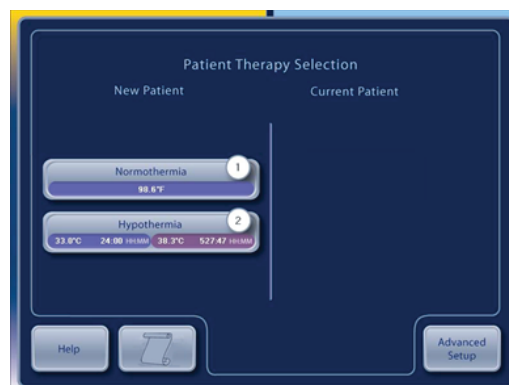 Patient Therapy Selection
New Patient
Current Patient
Normothermia
1
98.6°F
Hypothermia
2
33.0°C 24:00 HH:MM 38.3°C 527:47 HH:MM
Help
Advanced
Setup